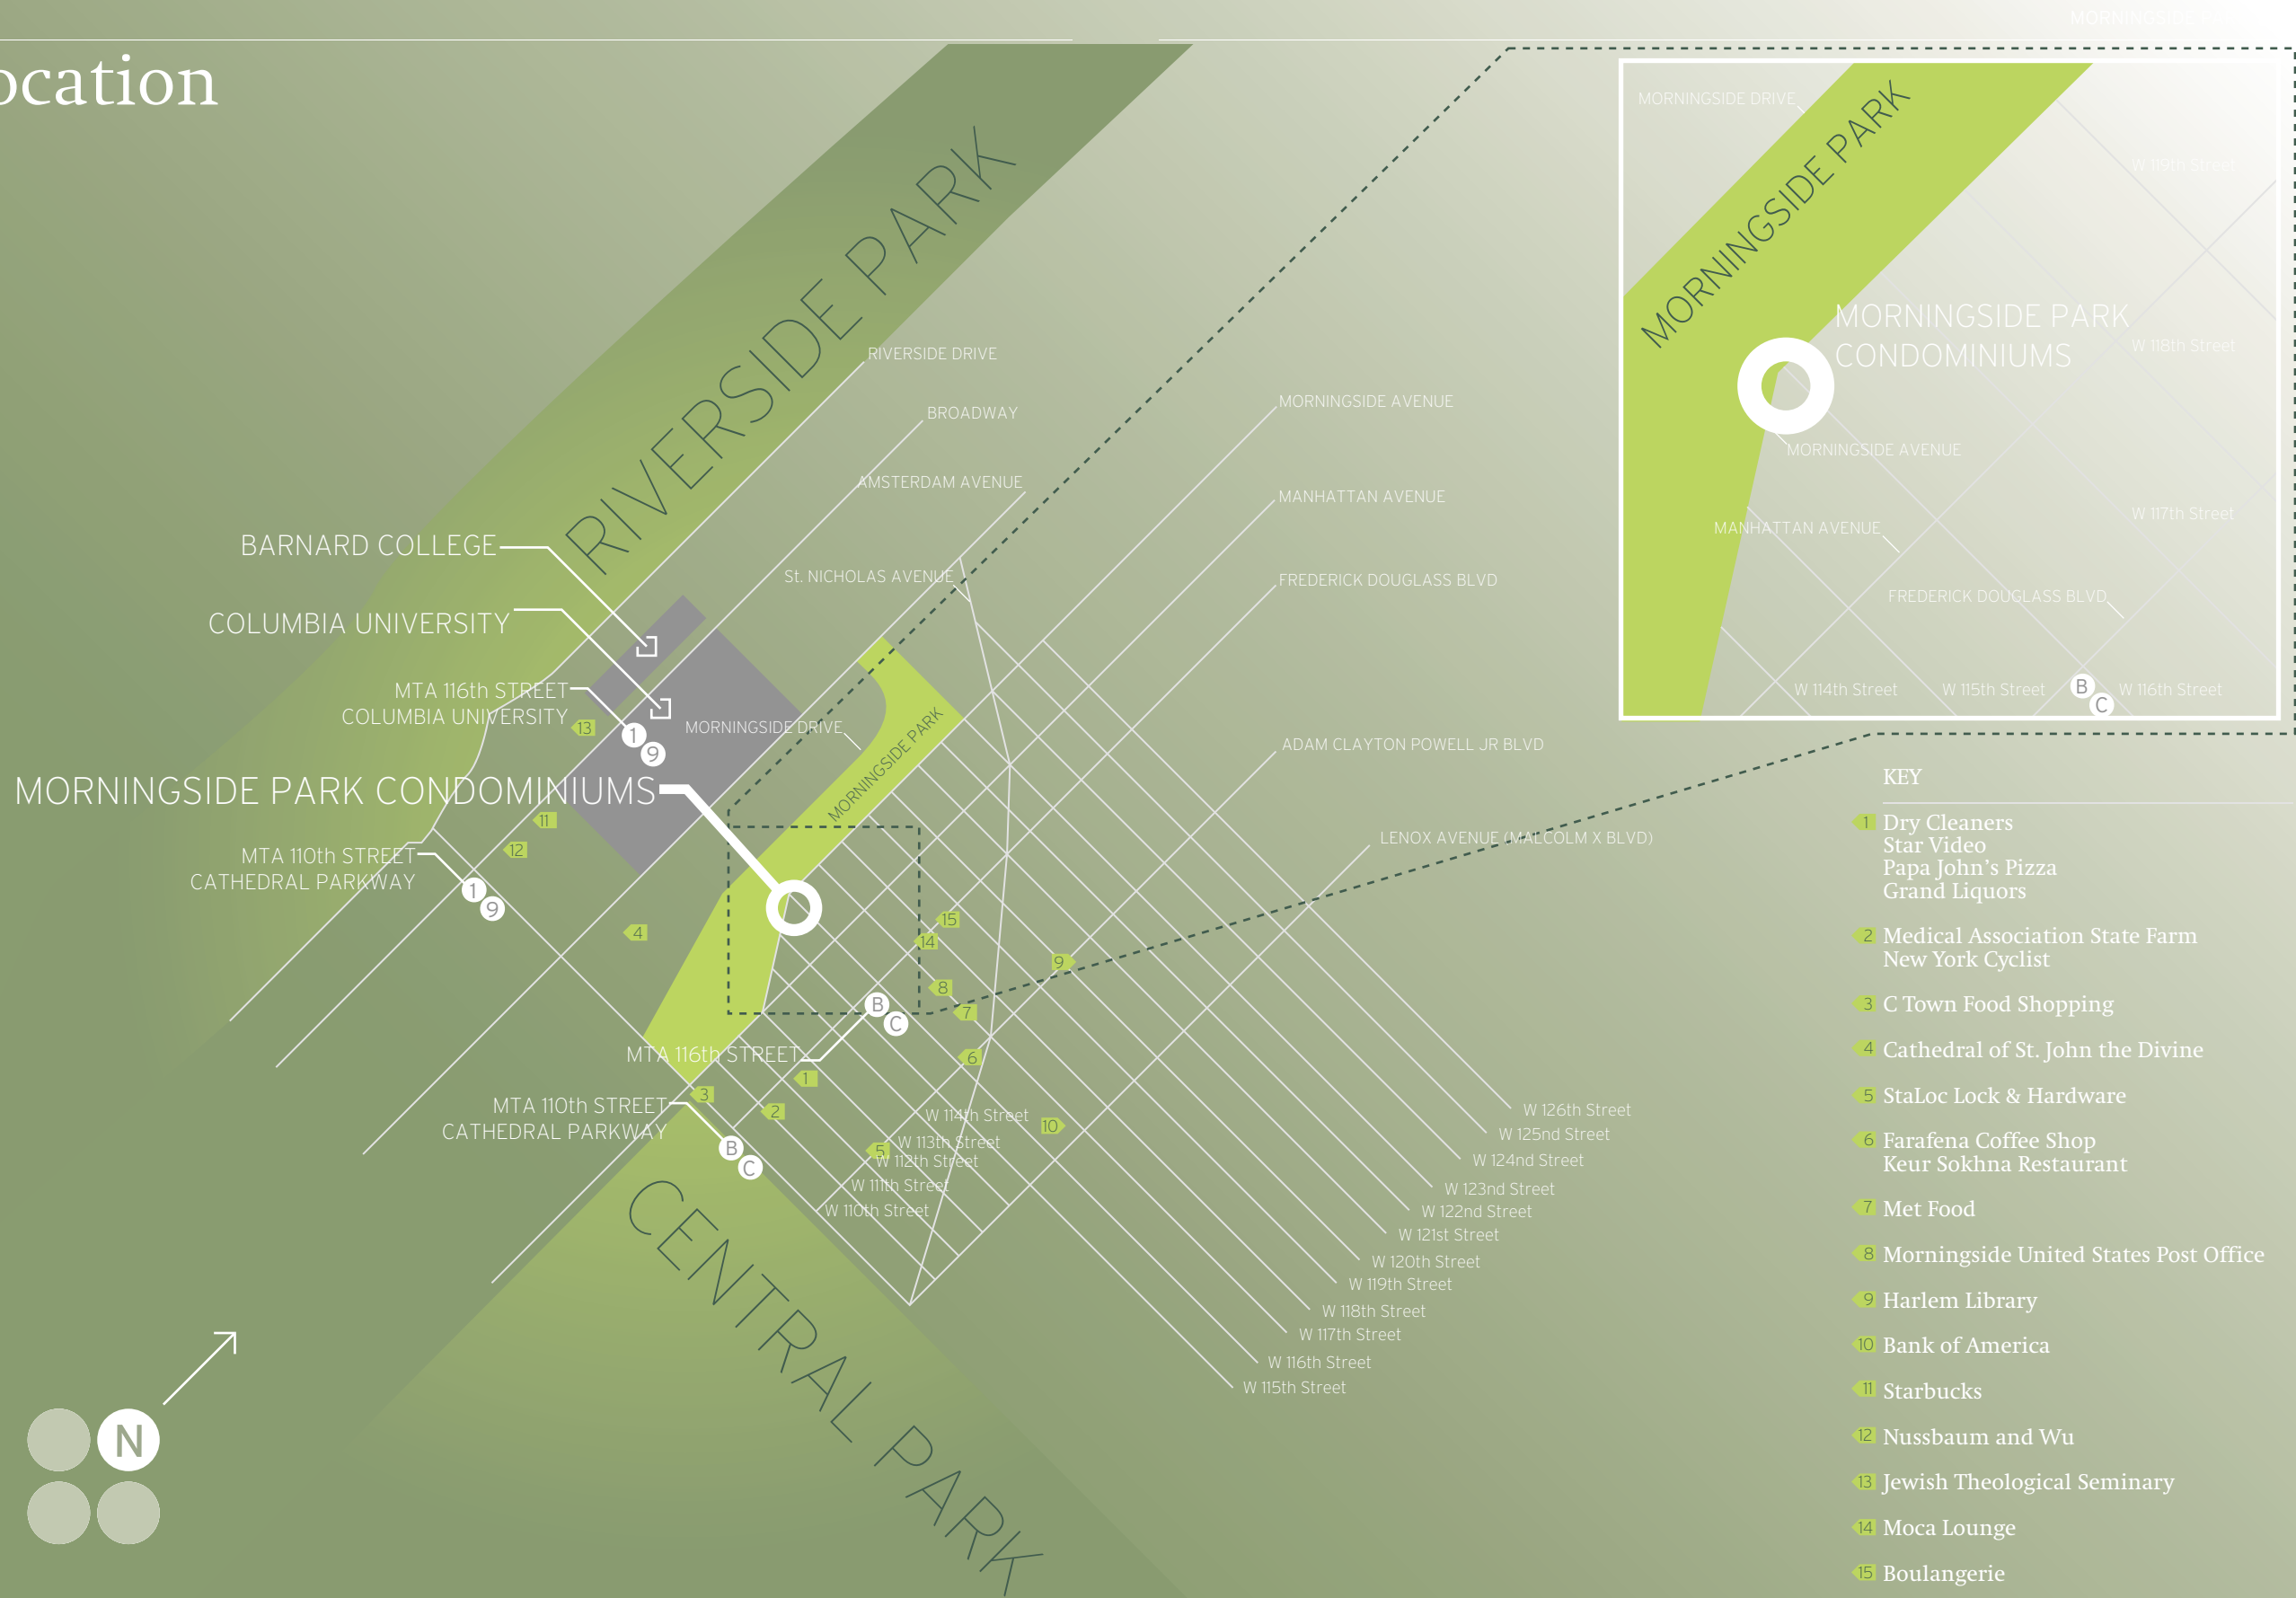 MORNINGSIDE
ocation
RIVERSIDE PARK
RIVERSIDE DRIVE
BROADWAY
AMSTERDAM AVENUE
St. NICHOLAS AVENUE
MORNINGSIDE AVENUE
MANHATTAN AVENUE
FREDERICK DOUGLASS BLVD
ADAM CLAYTON POWELL JR BLVD
LENOX AVENUE (MALCOLM X BLVD)
BARNARD COLLEGE
COLUMBIA UNIVERSITY
MTA 116th STREET
COLUMBIA UNIVERSITY
13
1
9
MORNINGSIDE DRIVE
MORNINGSIDE PARK
MORNINGSIDE PARK CONDOMINIUMS
11
12
MTA 110th STREET
CATHEDRAL PARKWAY
1
9
4
15
14
9
8
7
B
C
MTA 116th STREET
6
1
3
2
10
5
MTA 110th STREET
CATHEDRAL PARKWAY
B
C
W 114th Street
W 113th Street
W 112th Street
W 111th Street
W 110th Street
W 126th Street
W 125nd Street
W 124nd Street
W 123nd Street
W 122nd Street
W 121st Street
W 120th Street
W 119th Street
W 118th Street
W 117th Street
W 116th Street
W 115th Street
CENTRAL PARK
N
MORNINGSIDE DRIVE
MORNINGSIDE PARK
W 119th Street
MORNINGSIDE PARK
CONDOMINIUMS
W 118th Street
MORNINGSIDE AVENUE
W 117th Street
MANHATTAN AVENUE
FREDERICK DOUGLASS BLVD
W 114th Street
W 115th Street
B
C
W 116th Street
KEY
1 Dry Cleaners
Star Video
Papa John’s Pizza
Grand Liquors
2 Medical Association State Farm
New York Cyclist
3 C Town Food Shopping
4 Cathedral of St. John the Divine
5 StaLoc Lock & Hardware
6 Farafena Coffee Shop
Keur Sokhna Restaurant
7 Met Food
8 Morningside United States Post Office
9 Harlem Library
10 Bank of America
11 Starbucks
12 Nussbaum and Wu
13 Jewish Theological Seminary
14 Moca Lounge
15 Boulangerie